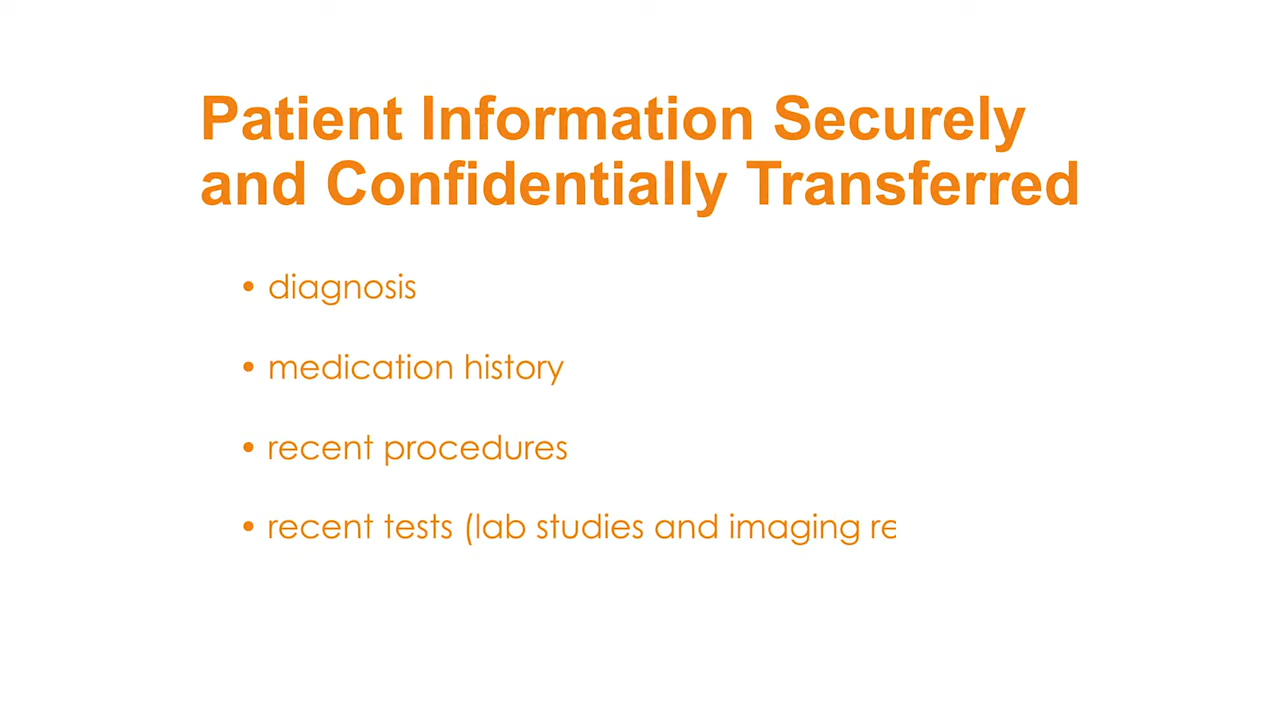 Patient Information Securely
and Confidentially Transferred
• diagnosis
• medication history
• recent procedures
• recent tests (lab studies and imaging re